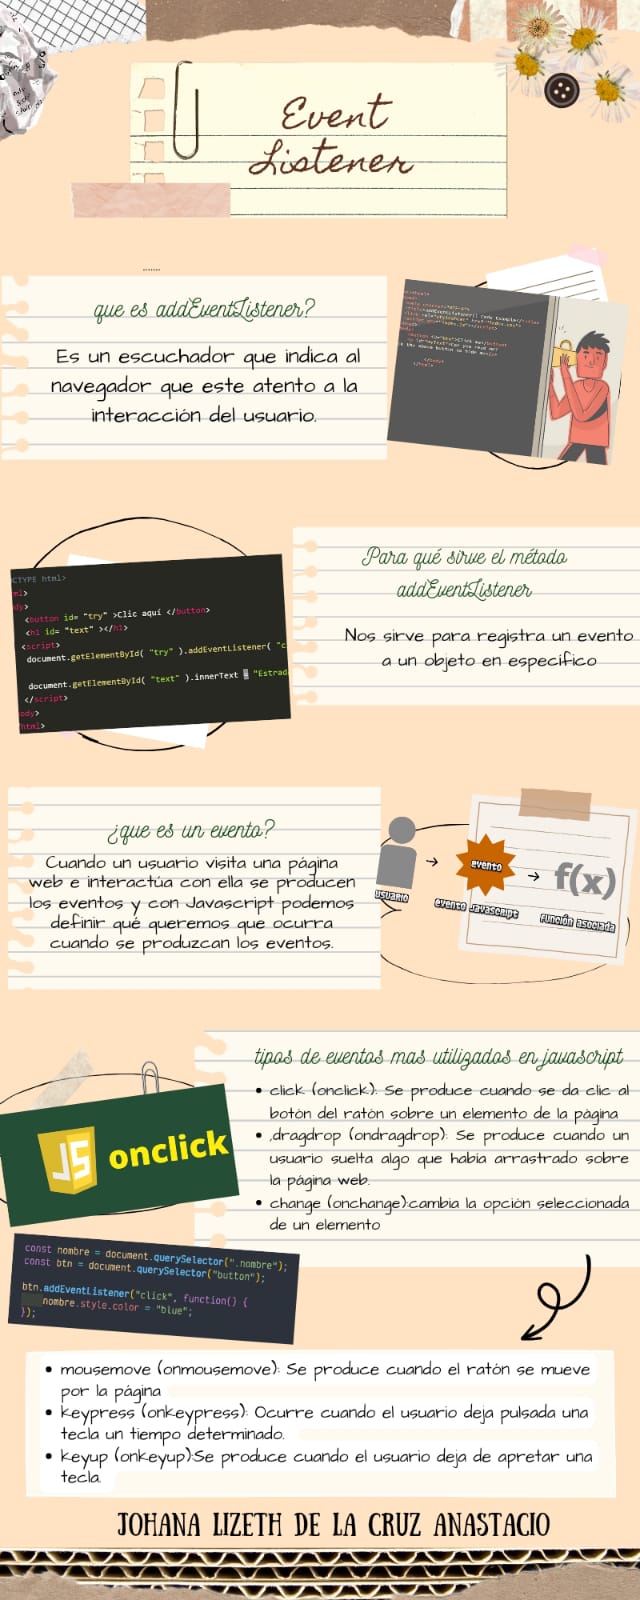 Event
Listener
que es addEventListener?
Es un escuchador que indica al
navegador que este atento a la
interacción del usuario.
Para qué sirve el método
addEventListener
Nos sirve para registra un evento
a un objeto en específico
CTYPE html>
ml>
dy>
<button id= "try" >Clic aquí </button>
<h1 id= "text" ></h1>
<script>
document.getElementById( "try" ).addEventListener( "c
document.getElementById( "text" ).innerText = "Estrad
</script>
ody>
html>
¿que es un evento?
Cuando un usuario visita una página
web e interactúa con ella se producen
los eventos y con Javascript podemos
definir qué queremos que ocurra
cuando se produzcan los eventos.
evento
f(x)
usuario
evento Javascript
función asociada
tipos de eventos mas utilizados en javascript
• click (onclick): Se produce cuando se da clic al
botón del ratón sobre un elemento de la página
• ,dragdrop (ondragdrop): Se produce cuando un
usuario suelta algo que había arrastrado sobre
la página web.
• change (onchange):cambia la opción seleccionada
de un elemento
JS onclick
const nombre = document.querySelector(".nombre");
const btn = document.querySelector("button");
btn.addEventListener("click", function() {
nombre.style.color = "blue";
});
• mousemove (onmousemove): Se produce cuando el ratón se mueve
por la página
• keypress (onkeypress): Ocurre cuando el usuario deja pulsada una
tecla un tiempo determinado.
• keyup (onkeyup):Se produce cuando el usuario deja de apretar una
tecla.
JOHANA LIZETH DE LA CRUZ ANASTACIO